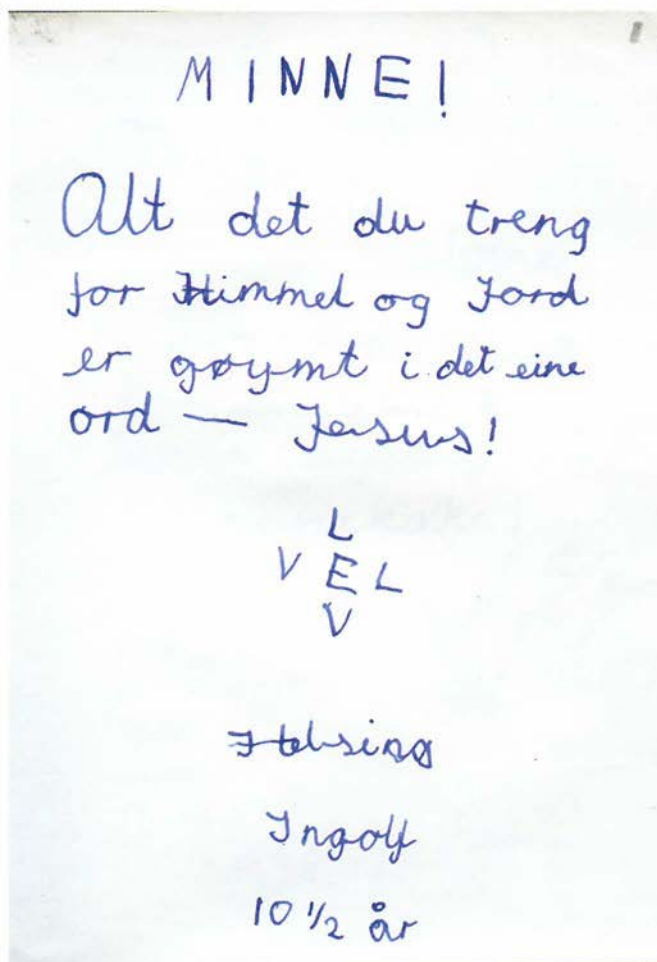 MINNE!
Alt det du treng
for Himmel og Jord
er gøymt i det eine
ord — Jesus!
L
V E L
V
Helsing
Ingolf
10 1/2 år